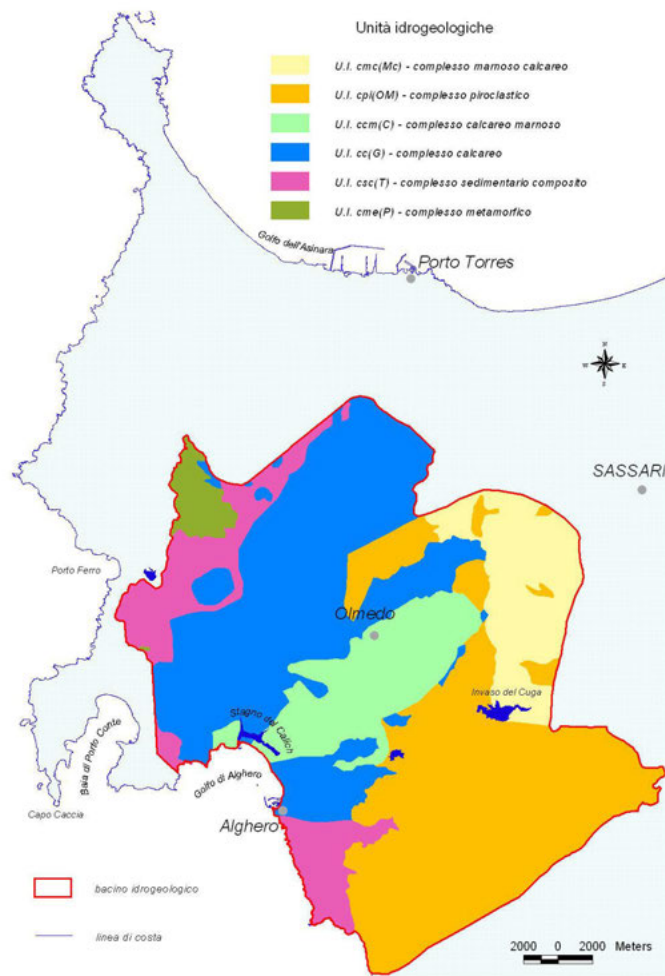 Unità idrogeologiche
U.I. cmc(Mc) - complesso marnoso calcareo
U.I. cpi(OM) - complesso piroclastico
U.I. ccm(C) - complesso calcareo marnoso
U.I. cc(G) - complesso calcareo
U.I. csc(T) - complesso sedimentario composito
U.I. cme(P) - complesso metamorfico
Golfo dell'Asinara
Porto Torres
N
W E
S
SASSARI
Porto Ferro
Olmedo
Invaso del Cuga
Stagno del Calich
Baia di Porto Conte
Golfo di Alghero
Capo Caccia
Alghero
bacino idrogeologico
linea di costa
2000 0 2000 Meters